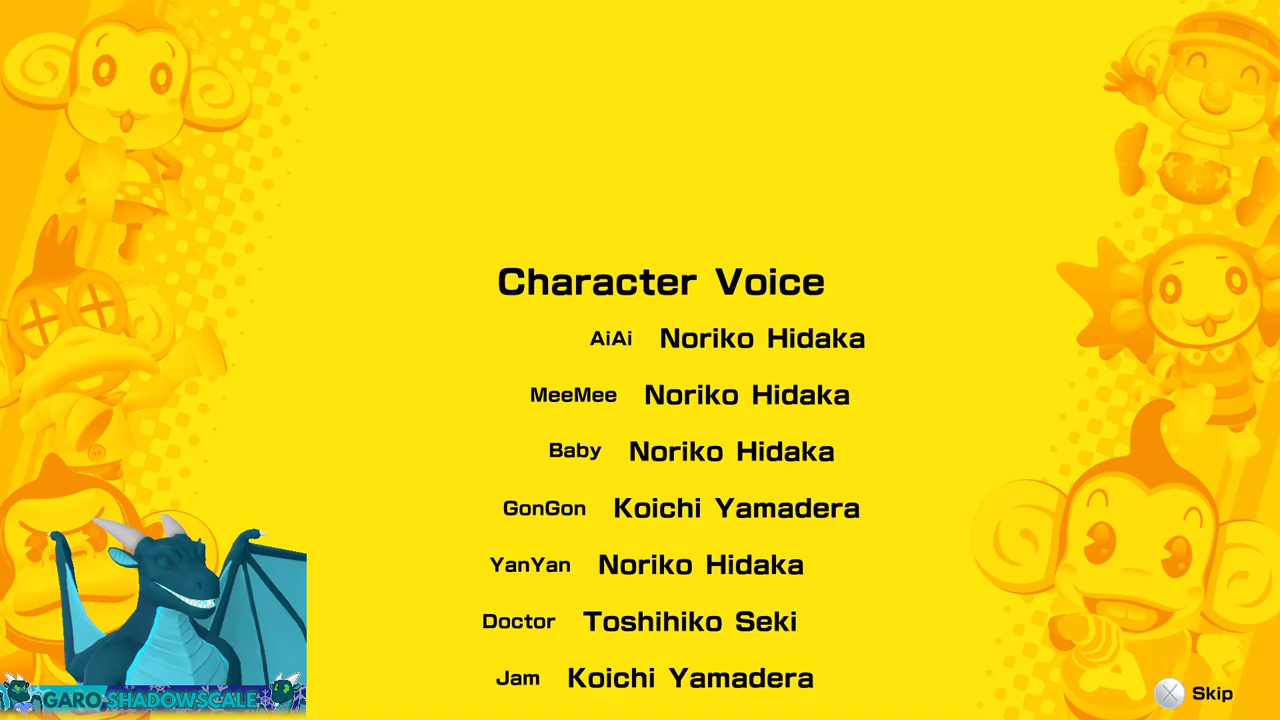 Character Voice
AiAi Noriko Hidaka
MeeMee Noriko Hidaka
Baby Noriko Hidaka
GonGon Koichi Yamadera
YanYan Noriko Hidaka
Doctor Toshihiko Seki
Jam Koichi Yamadera
GARO SHADOWSCALE
Skip